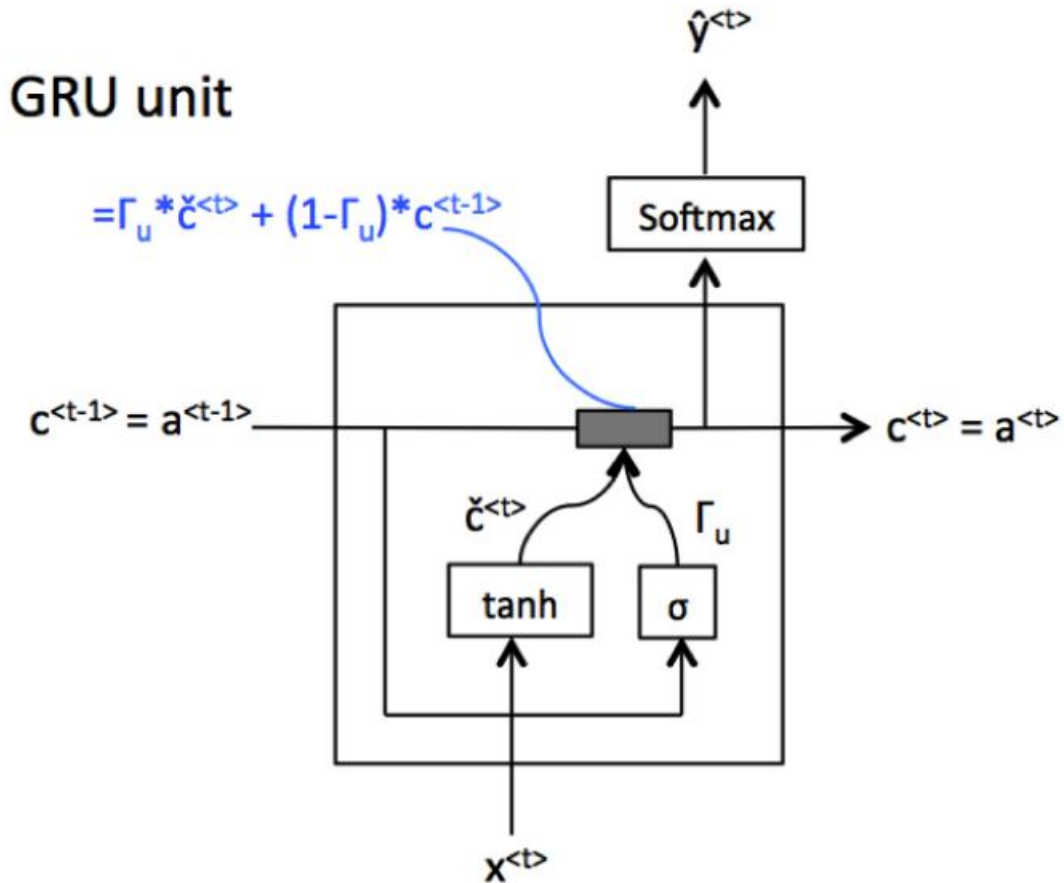 ŷ<t>
GRU unit
=Γu*č<t> + (1-Γu)*c<t-1>
Softmax
c<t-1> = a<t-1>
c<t> = a<t>
č<t>
Γu
tanh
σ
x<t>